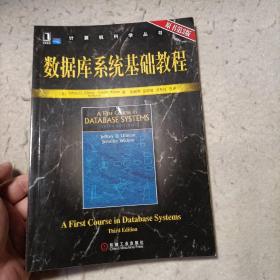 计算机科学丛书
原书第3版
数据库系统基础教程
A First Course in
DATABASE SYSTEMS
Jeffrey D. Ullman
Jennifer Widom
A First Course in Database Systems
Third Edition
机械工业出版社